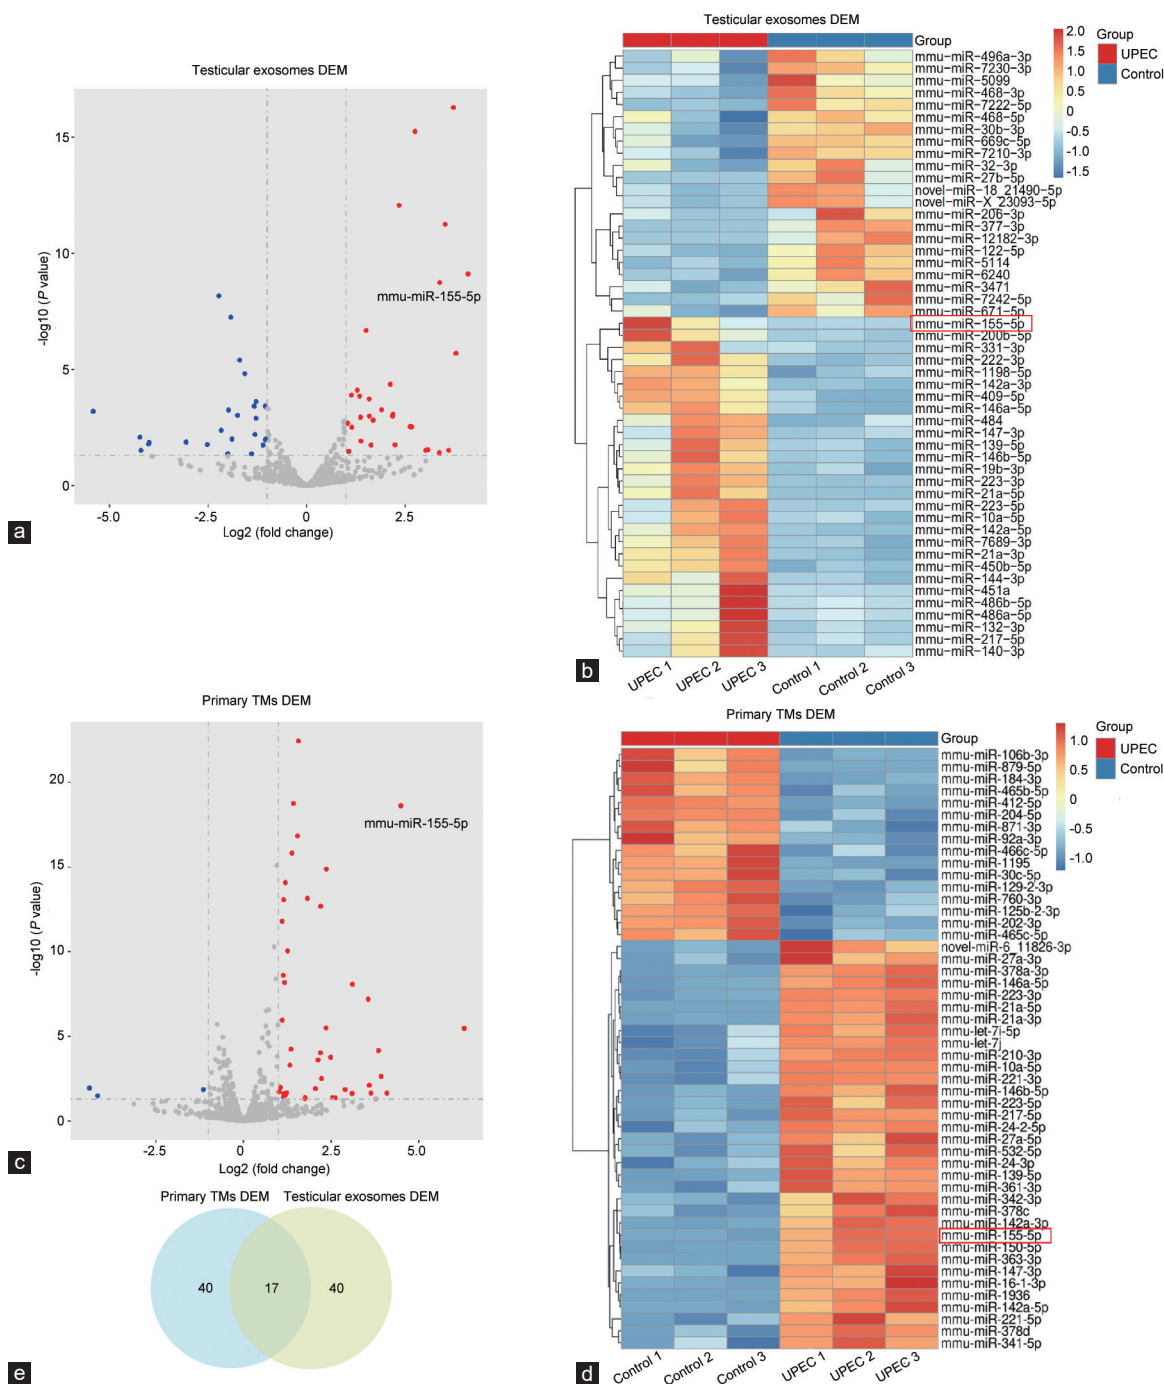 Testicular exosomes DEM
15
10
5
0
-log10 (P value)
mmu-miR-155-5p
-5.0
-2.5
0
2.5
Log2 (fold change)
a
Testicular exosomes DEM
Group
mmu-miR-496a-3p
mmu-miR-7230-3p
mmu-miR-5099
mmu-miR-468-3p
mmu-miR-7222-5p
mmu-miR-468-5p
mmu-miR-30b-3p
mmu-miR-669c-5p
mmu-miR-7210-3p
mmu-miR-32-3p
mmu-miR-27b-5p
novel-miR-18_21490-5p
novel-miR-X_23093-5p
mmu-miR-206-3p
mmu-miR-377-3p
mmu-miR-12182-3p
mmu-miR-122-5p
mmu-miR-5114
mmu-miR-6240
mmu-miR-3471
mmu-miR-7242-5p
mmu-miR-671-5p
mmu-miR-155-5p
mmu-miR-200b-5p
mmu-miR-331-3p
mmu-miR-222-3p
mmu-miR-1198-5p
mmu-miR-142a-3p
mmu-miR-409-5p
mmu-miR-146a-5p
mmu-miR-484
mmu-miR-147-3p
mmu-miR-139-5p
mmu-miR-146b-5p
mmu-miR-19b-3p
mmu-miR-223-3p
mmu-miR-21a-5p
mmu-miR-223-5p
mmu-miR-10a-5p
mmu-miR-142a-5p
mmu-miR-7689-3p
mmu-miR-21a-3p
mmu-miR-450b-5p
mmu-miR-144-3p
mmu-miR-451a
mmu-miR-486b-5p
mmu-miR-486a-5p
mmu-miR-132-3p
mmu-miR-217-5p
mmu-miR-140-3p
UPEC 1
UPEC 2
UPEC 3
Control 1
Control 2
Control 3
2.0
1.5
1.0
0.5
0
-0.5
-1.0
-1.5
Group
UPEC
Control
b
Primary TMs DEM
20
15
10
5
0
-log10 (P value)
mmu-miR-155-5p
-2.5
0
2.5
5.0
Log2 (fold change)
c
Primary TMs DEM
Group
mmu-miR-106b-3p
mmu-miR-879-5p
mmu-miR-184-3p
mmu-miR-465b-5p
mmu-miR-412-5p
mmu-miR-204-5p
mmu-miR-871-3p
mmu-miR-92a-3p
mmu-miR-466c-5p
mmu-miR-1195
mmu-miR-30c-5p
mmu-miR-129-2-3p
mmu-miR-760-3p
mmu-miR-125b-2-3p
mmu-miR-202-3p
mmu-miR-465c-5p
novel-miR-6_11826-3p
mmu-miR-27a-3p
mmu-miR-378a-3p
mmu-miR-146a-5p
mmu-miR-223-3p
mmu-miR-21a-5p
mmu-miR-21a-3p
mmu-let-7j-5p
mmu-let-7j
mmu-miR-210-3p
mmu-miR-10a-5p
mmu-miR-221-3p
mmu-miR-146b-5p
mmu-miR-223-5p
mmu-miR-217-5p
mmu-miR-24-2-5p
mmu-miR-27a-5p
mmu-miR-532-5p
mmu-miR-24-3p
mmu-miR-139-5p
mmu-miR-361-3p
mmu-miR-342-3p
mmu-miR-378c
mmu-miR-142a-3p
mmu-miR-155-5p
mmu-miR-150-5p
mmu-miR-363-3p
mmu-miR-147-3p
mmu-miR-16-1-3p
mmu-miR-1936
mmu-miR-142a-5p
mmu-miR-221-5p
mmu-miR-378d
mmu-miR-341-5p
Control 1
Control 2
Control 3
UPEC 1
UPEC 2
UPEC 3
1.0
0.5
0
-0.5
-1.0
Group
UPEC
Control
d
Primary TMs DEM
Testicular exosomes DEM
40
17
40
e